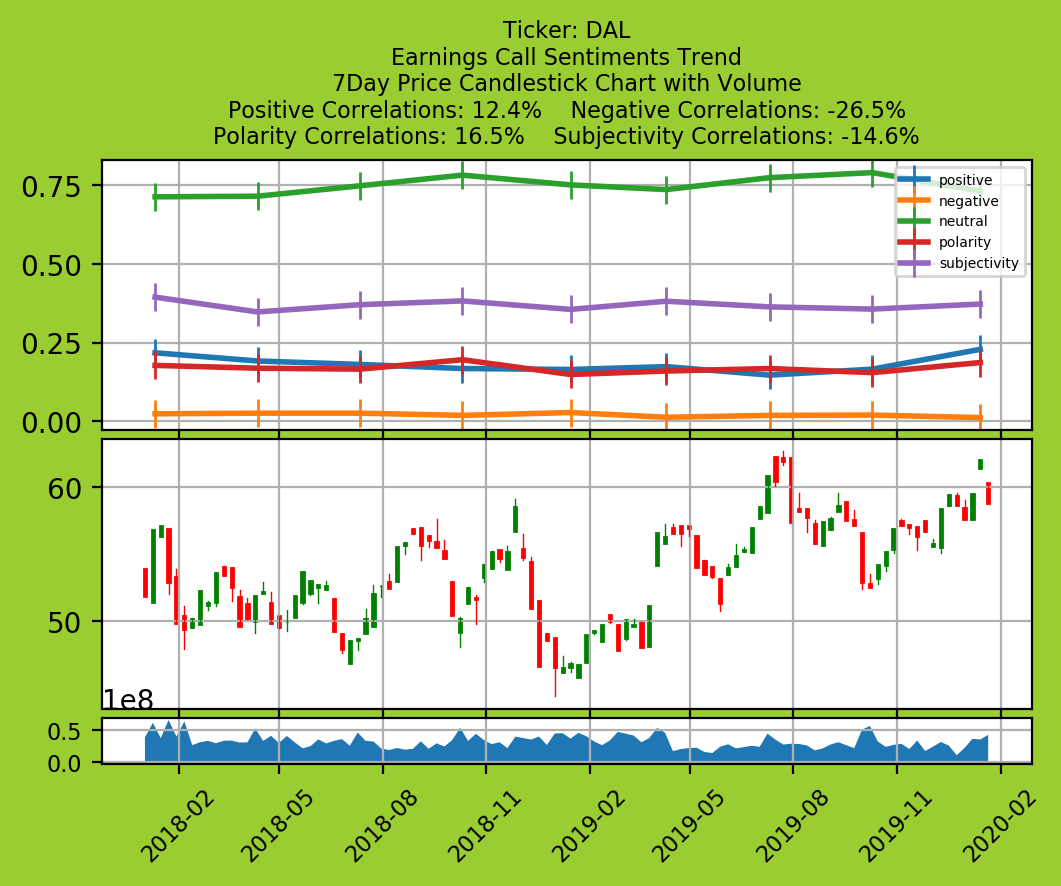 Ticker: DAL
Earnings Call Sentiments Trend
7Day Price Candlestick Chart with Volume
Positive Correlations: 12.4%    Negative Correlations: -26.5%
Polarity Correlations: 16.5%    Subjectivity Correlations: -14.6%
0.75
0.50
0.25
0.00
positive
negative
neutral
polarity
subjectivity
60
50
1e8
0.5
0.0
2018-02
2018-05
2018-08
2018-11
2019-02
2019-05
2019-08
2019-11
2020-02